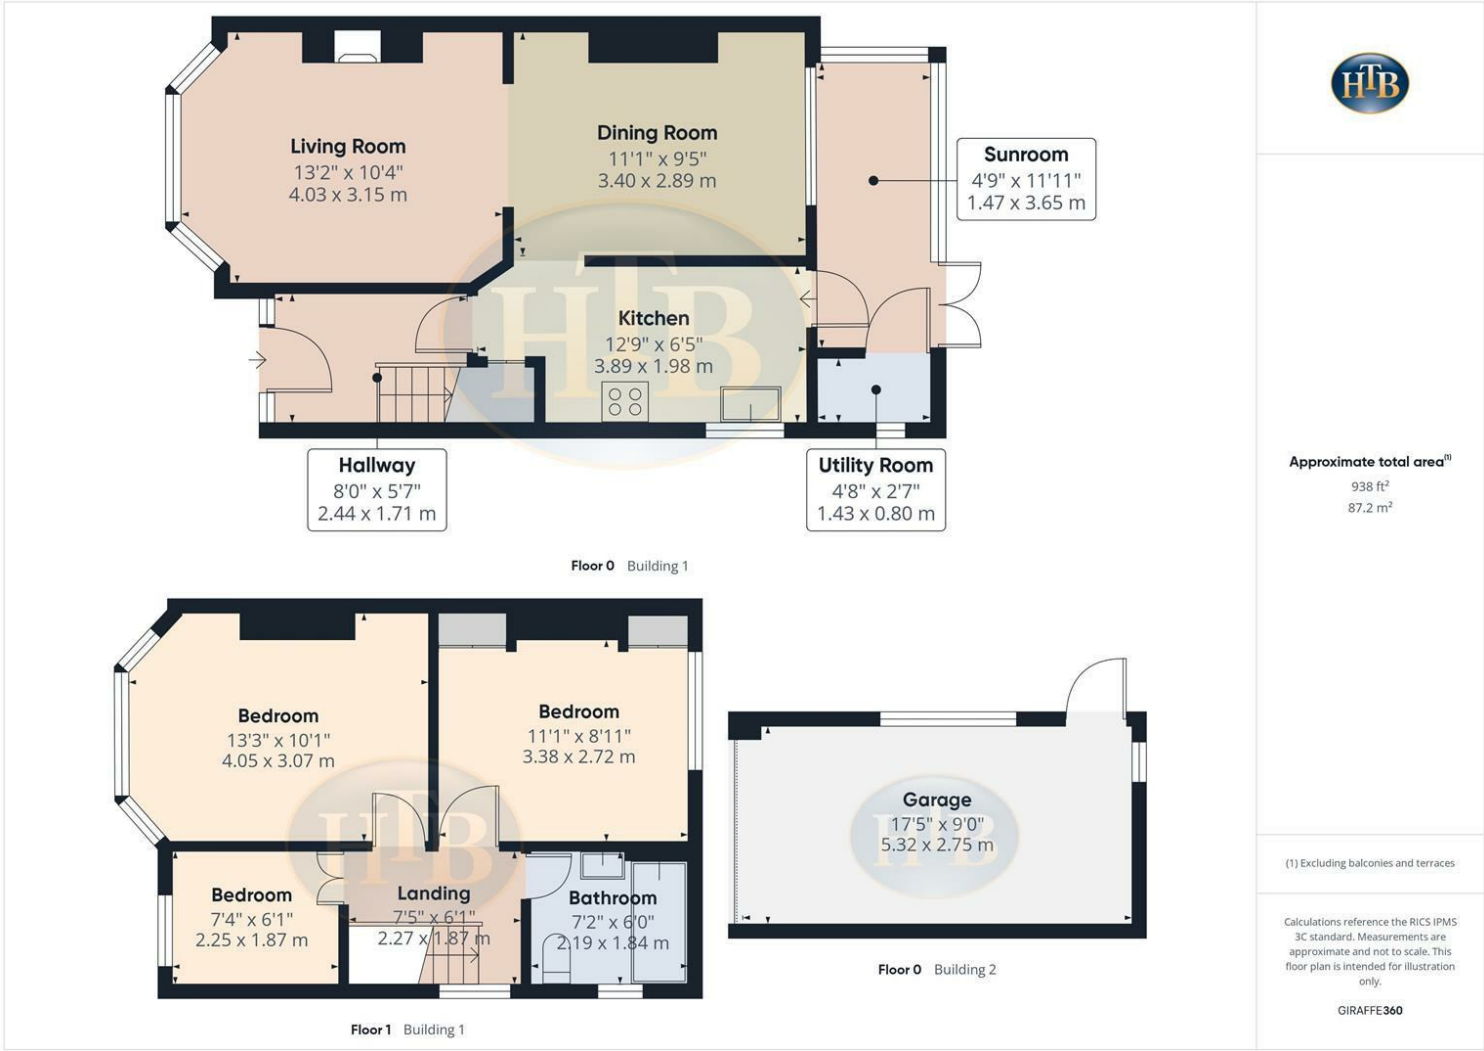 Living Room
13'2" x 10'4"
4.03 x 3.15 m
Dining Room
11'1" x 9'5"
3.40 x 2.89 m
Sunroom
4'9" x 11'11"
1.47 x 3.65 m
Kitchen
12'9" x 6'5"
3.89 x 1.98 m
HTB
Hallway
8'0" x 5'7"
2.44 x 1.71 m
Utility Room
4'8" x 2'7"
1.43 x 0.80 m
Floor 0 Building 1
Bedroom
13'3" x 10'1"
4.05 x 3.07 m
Bedroom
11'1" x 8'11"
3.38 x 2.72 m
HTB
Bedroom
7'4" x 6'1"
2.25 x 1.87 m
Landing
7'5" x 6'1"
2.27 x 1.87 m
Bathroom
7'2" x 6'0"
2.19 x 1.84 m
Floor 1 Building 1
Garage
17'5" x 9'0"
5.32 x 2.75 m
HTB
Floor 0 Building 2
HTB
Approximate total area(1)
938 ft²
87.2 m²
(1) Excluding balconies and terraces
Calculations reference the RICS IPMS
3C standard. Measurements are
approximate and not to scale. This
floor plan is intended for illustration
only.
GIRAFFE360